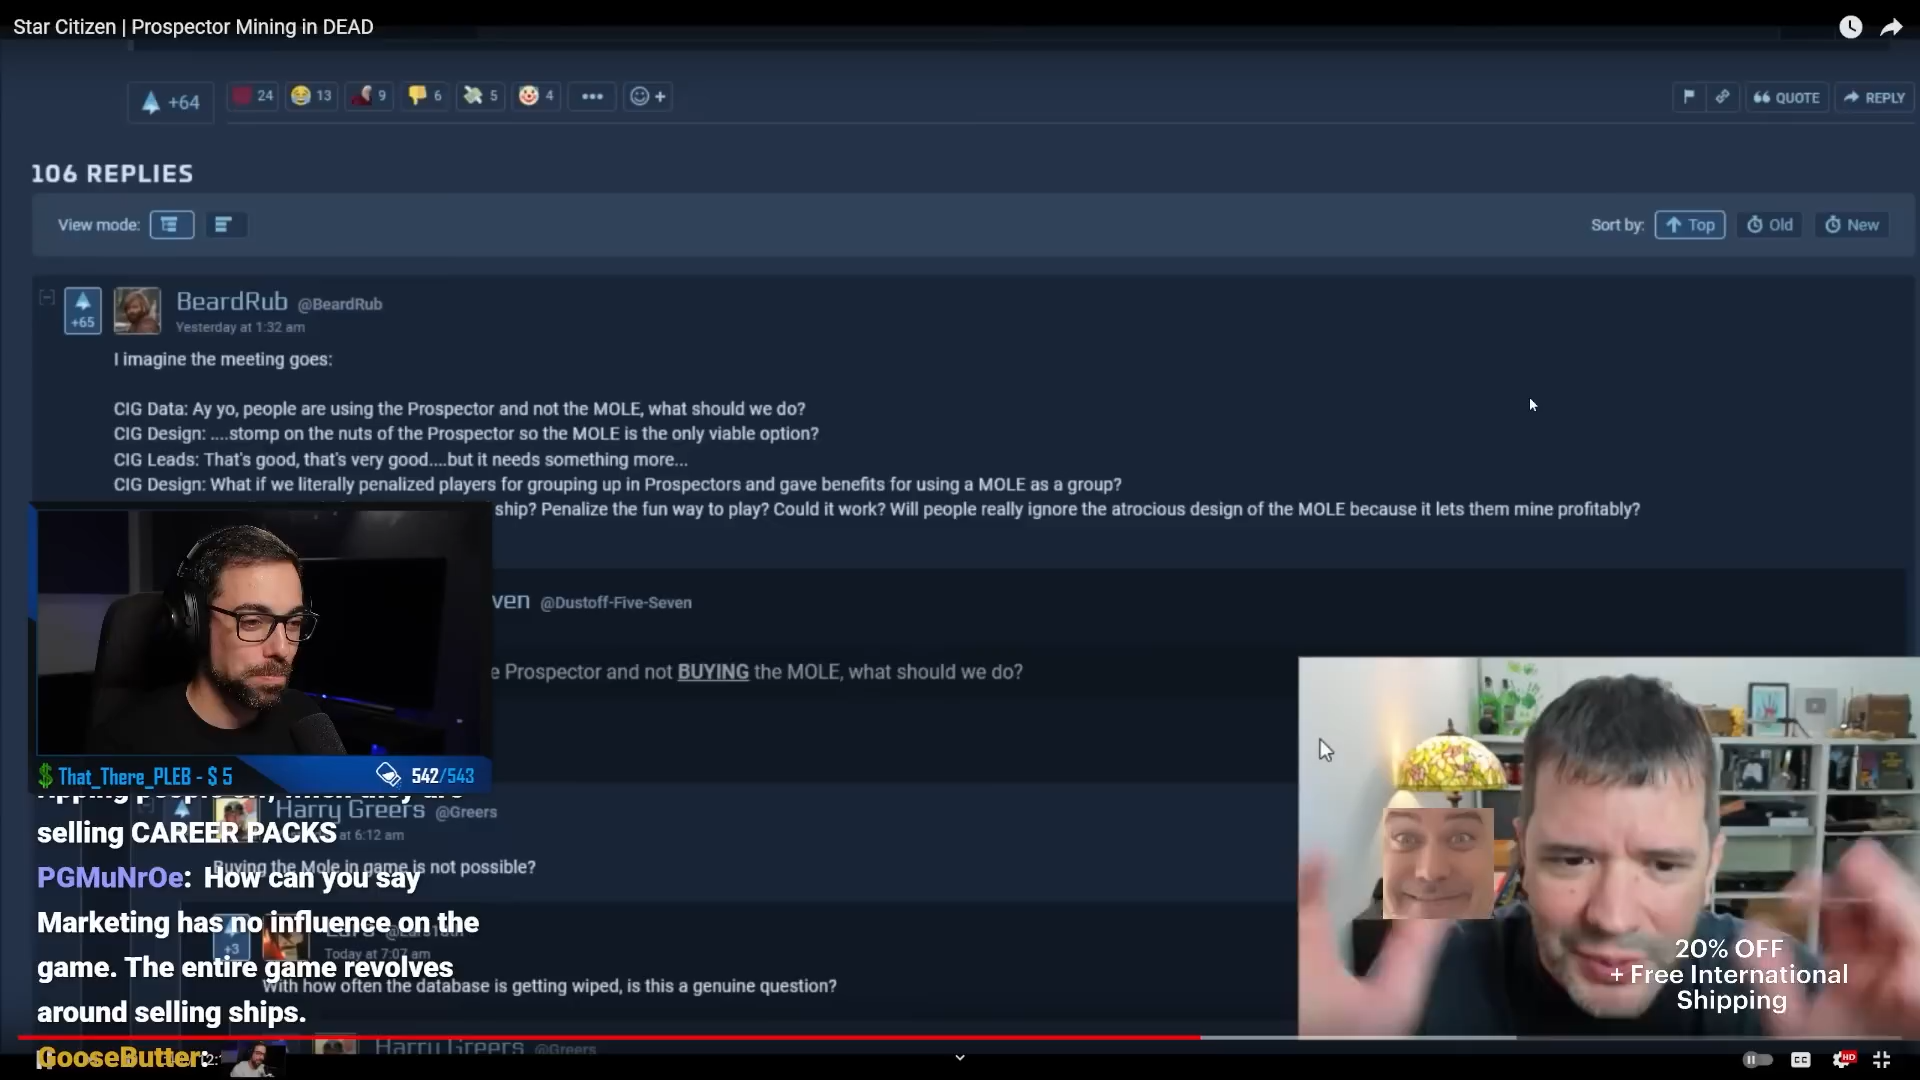 Star Citizen | Prospector Mining in DEAD
+64
24
13
9
6
5
4
•••
QUOTE
REPLY
106 REPLIES
View mode:
Sort by:
Top
Old
New
+65
BeardRub @BeardRub
Yesterday at 1:32 am
I imagine the meeting goes:
CIG Data: Ay yo, people are using the Prospector and not the MOLE, what should we do?
CIG Design: ....stomp on the nuts of the Prospector so the MOLE is the only viable option?
CIG Leads: That's good, that's very good....but it needs something more...
CIG Design: What if we literally penalized players for grouping up in Prospectors and gave benefits for using a MOLE as a group?
ship? Penalize the fun way to play? Could it work? Will people really ignore the atrocious design of the MOLE because it lets them mine profitably?
ven @Dustoff-Five-Seven
e Prospector and not BUYING the MOLE, what should we do?
That_There_PLEB - $ 5
542/543
Harry Greers @Greers
at 6:12 am
Buying the Mole in game is not possible?
selling CAREER PACKS
PGMuNrOe: How can you say
Marketing has no influence on the
game. The entire game revolves
around selling ships.
GooseButter:
+3
Today at 7:07 am
With how often the database is getting wiped, is this a genuine question?
Harry Greers @Greers
20% OFF
+ Free International
Shipping
CC
HD